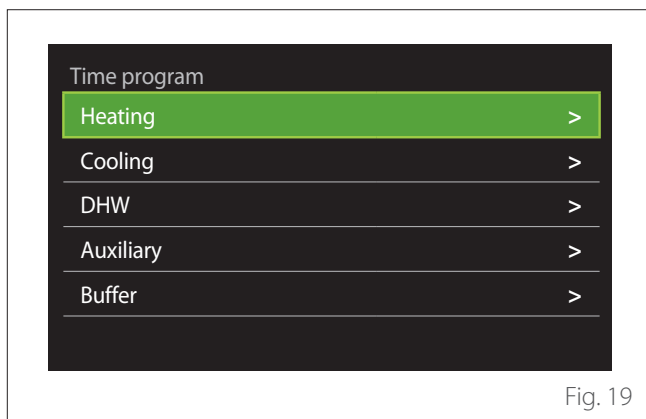 Time program
Heating >
Cooling >
DHW >
Auxiliary >
Buffer >
Fig. 19